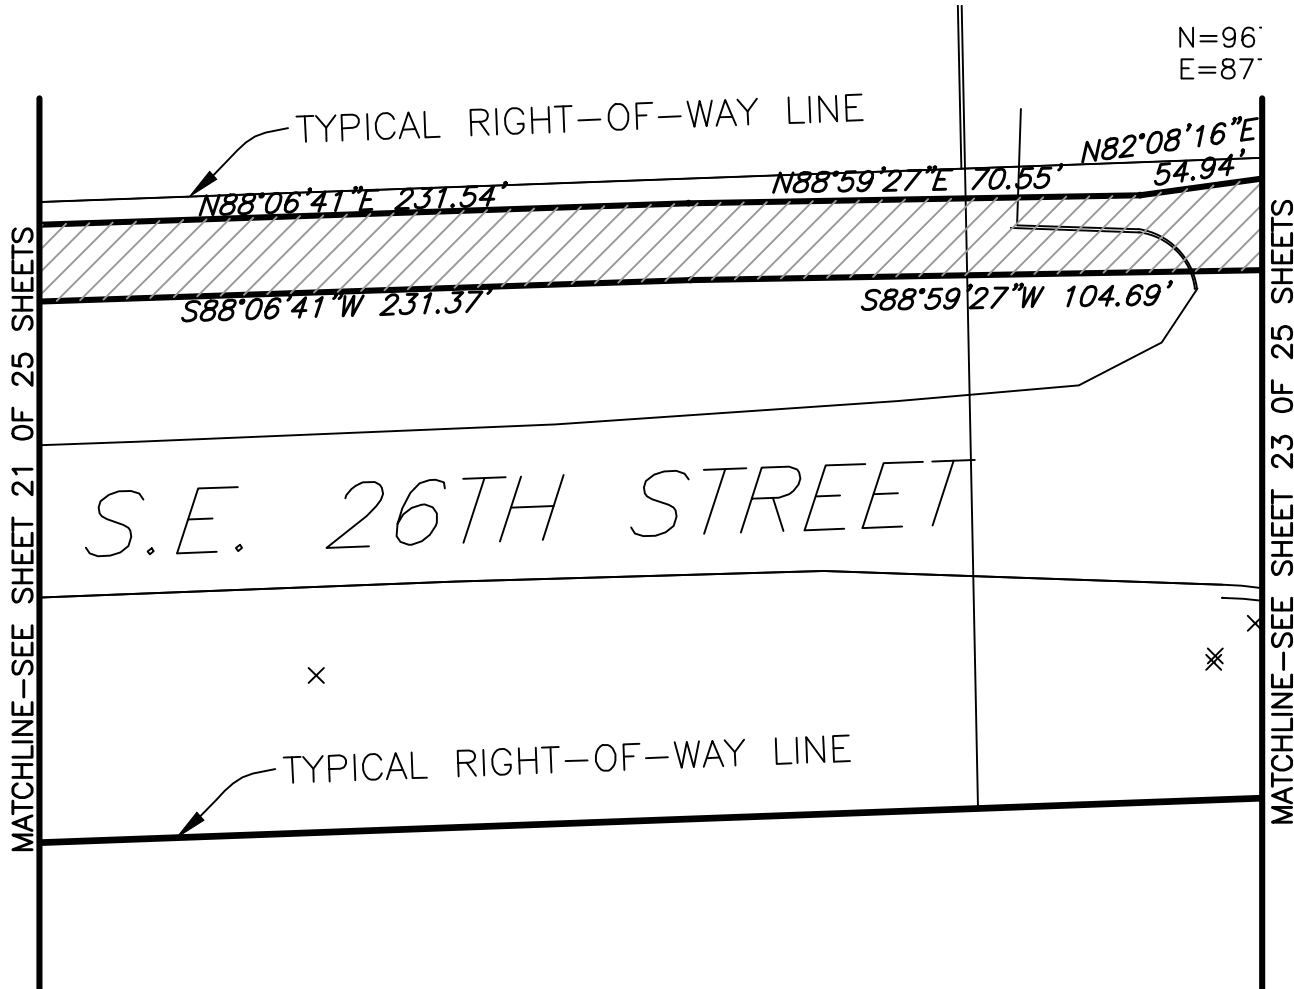 N=96
E=87
TYPICAL RIGHT-OF-WAY LINE
N82°08'16"E
54.94'
N88°59'27"E 70.55'
N88°06'41"E 231.54'
S88°06'41"W 231.37'
S88°59'27"W 104.69'
MATCHLINE-SEE SHEET 21 OF 25 SHEETS
MATCHLINE-SEE SHEET 23 OF 25 SHEETS
S.E. 26TH STREET
TYPICAL RIGHT-OF-WAY LINE